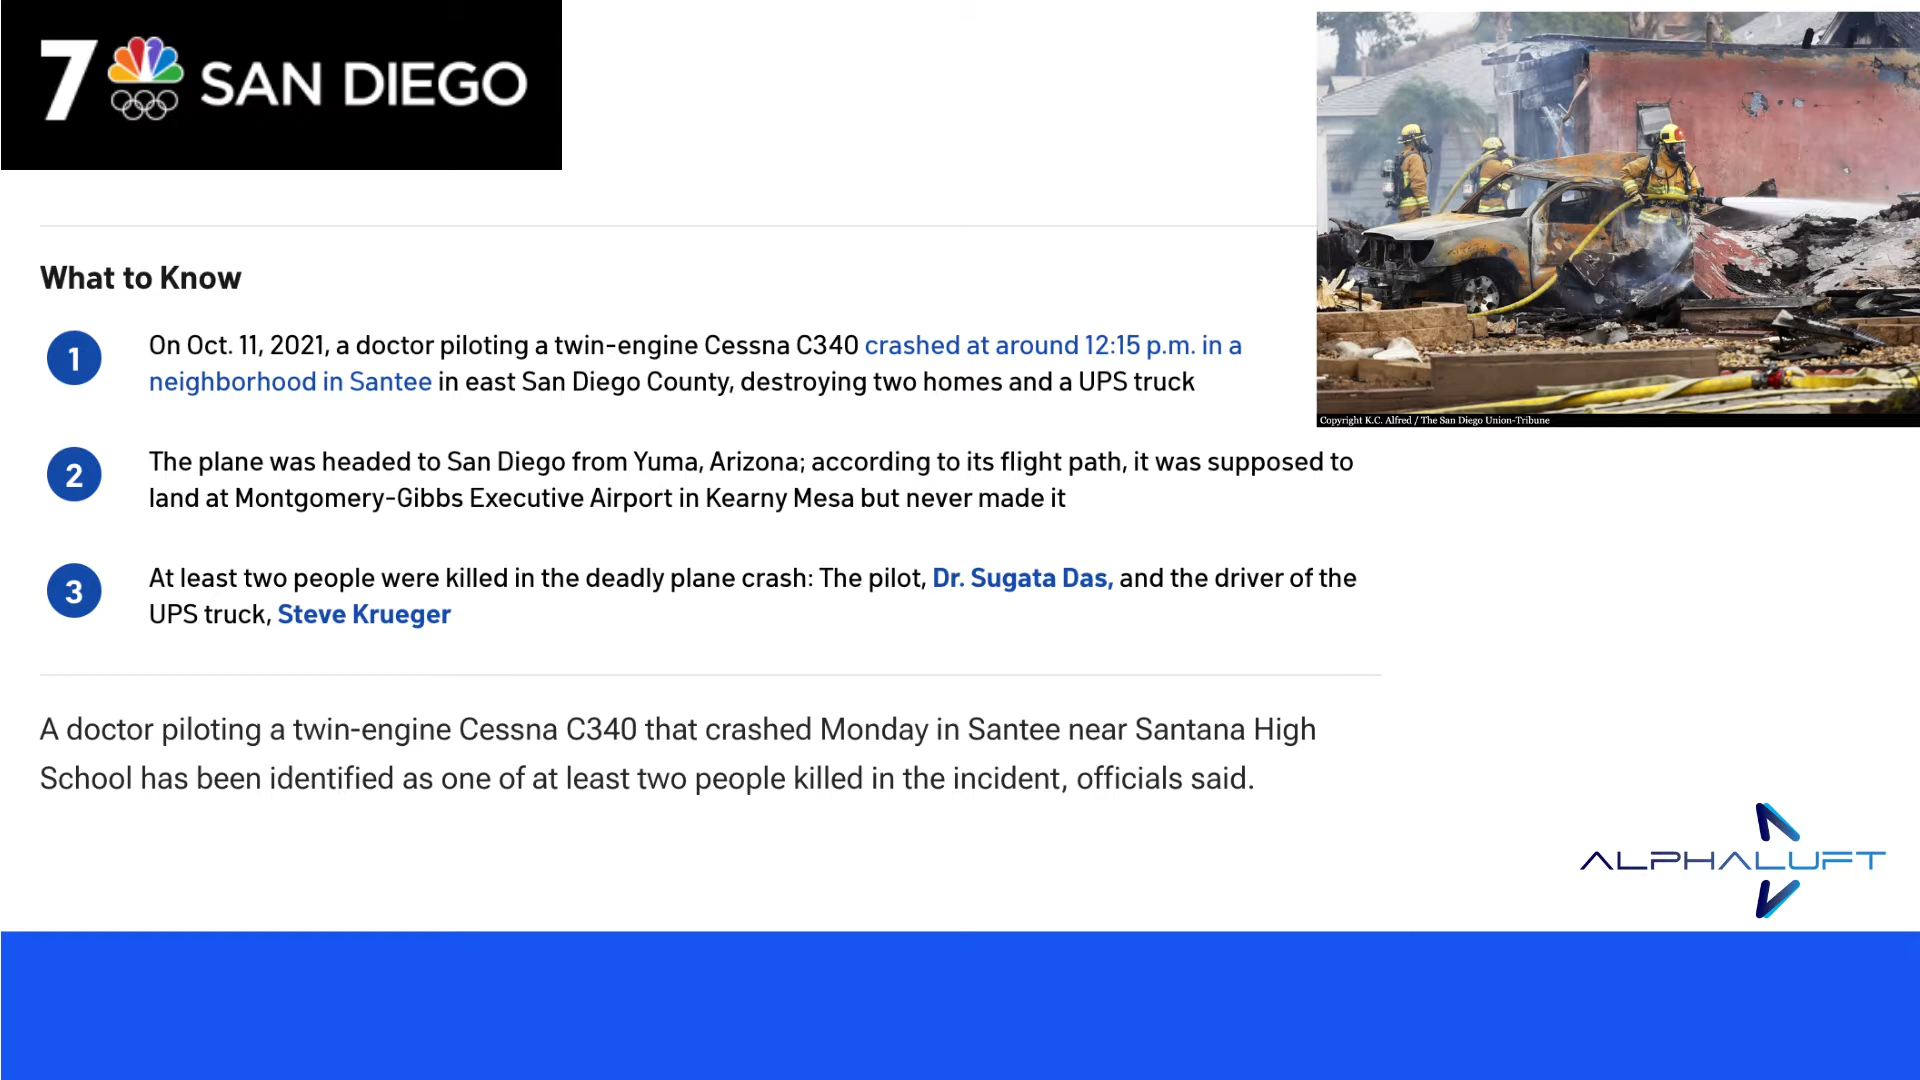 7 SAN DIEGO
What to Know
1
On Oct. 11, 2021, a doctor piloting a twin-engine Cessna C340 crashed at around 12:15 p.m. in a
neighborhood in Santee in east San Diego County, destroying two homes and a UPS truck
2
The plane was headed to San Diego from Yuma, Arizona; according to its flight path, it was supposed to
land at Montgomery-Gibbs Executive Airport in Kearny Mesa but never made it
3
At least two people were killed in the deadly plane crash: The pilot, Dr. Sugata Das, and the driver of the
UPS truck, Steve Krueger
A doctor piloting a twin-engine Cessna C340 that crashed Monday in Santee near Santana High
School has been identified as one of at least two people killed in the incident, officials said.
Copyright K.C. Alfred / The San Diego Union-Tribune
ALPHALUFT